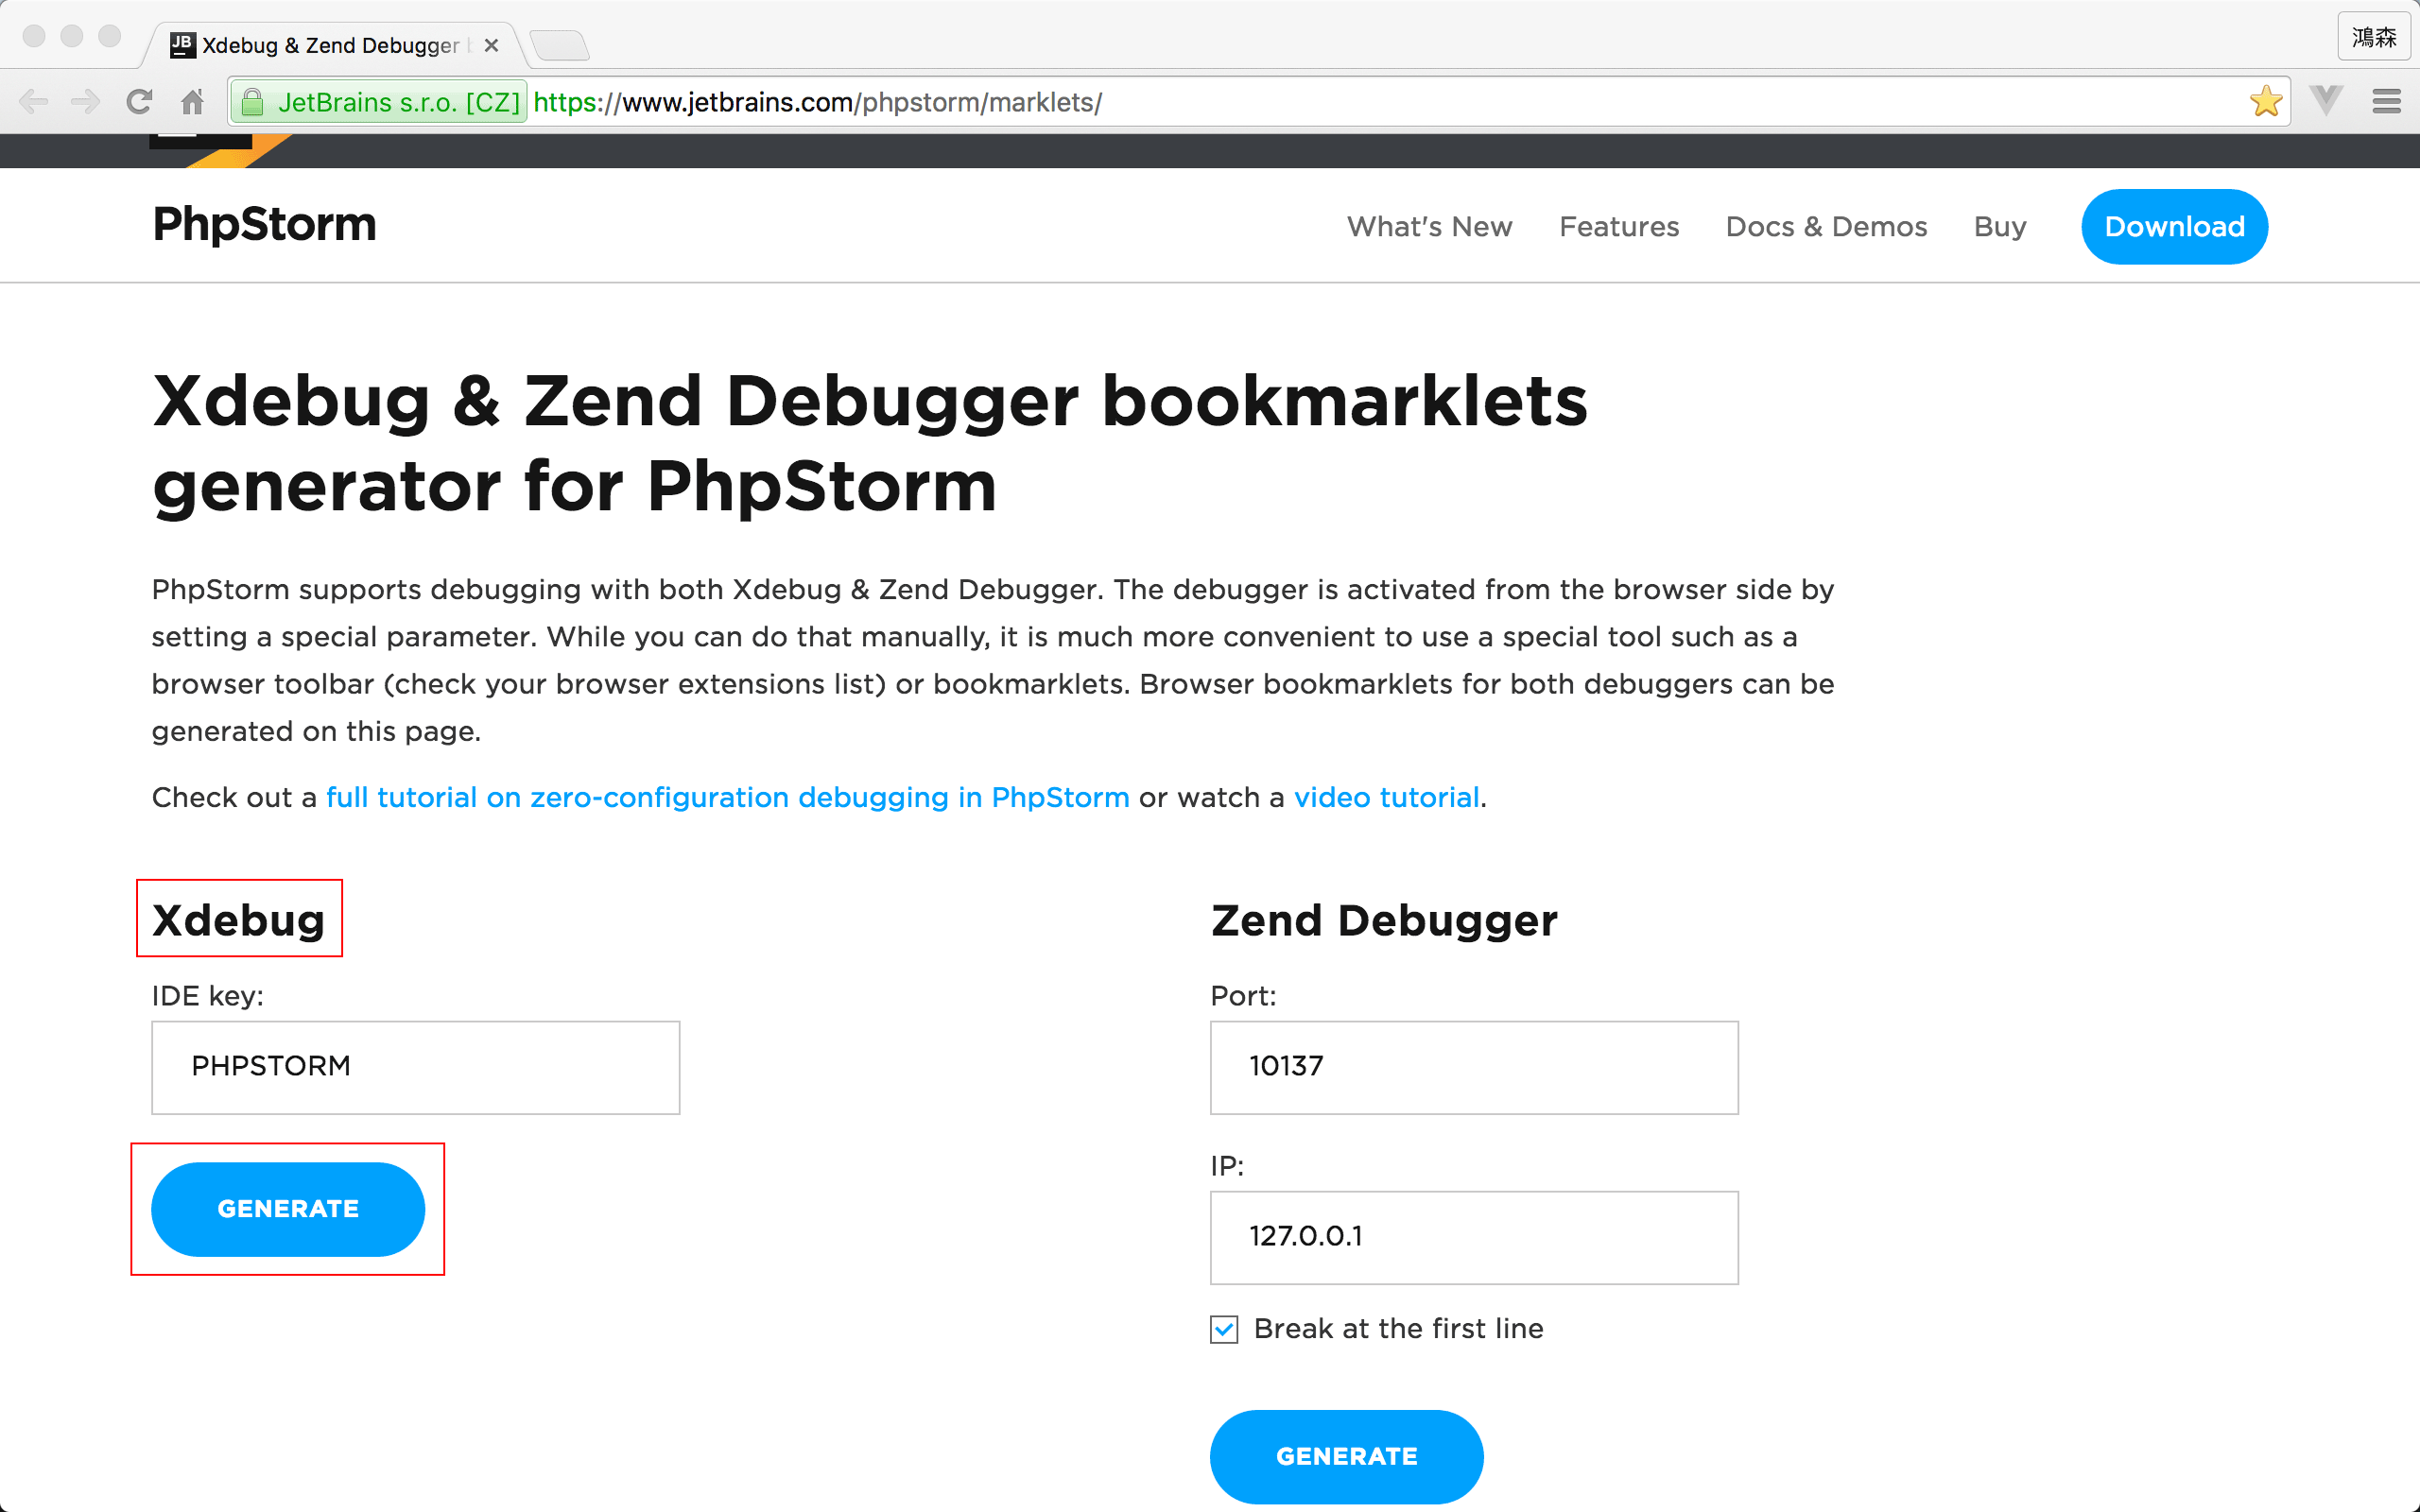 JB
Xdebug & Zend Debugger
鴻森
JetBrains s.r.o. [CZ] https://www.jetbrains.com/phpstorm/marklets/
PhpStorm
What's New Features Docs & Demos Buy Download
Xdebug & Zend Debugger bookmarklets
generator for PhpStorm
PhpStorm supports debugging with both Xdebug & Zend Debugger. The debugger is activated from the browser side by
setting a special parameter. While you can do that manually, it is much more convenient to use a special tool such as a
browser toolbar (check your browser extensions list) or bookmarklets. Browser bookmarklets for both debuggers can be
generated on this page.
Check out a full tutorial on zero-configuration debugging in PhpStorm or watch a video tutorial.
Xdebug
IDE key:
PHPSTORM
GENERATE
Zend Debugger
Port:
10137
IP:
127.0.0.1
Break at the first line
GENERATE